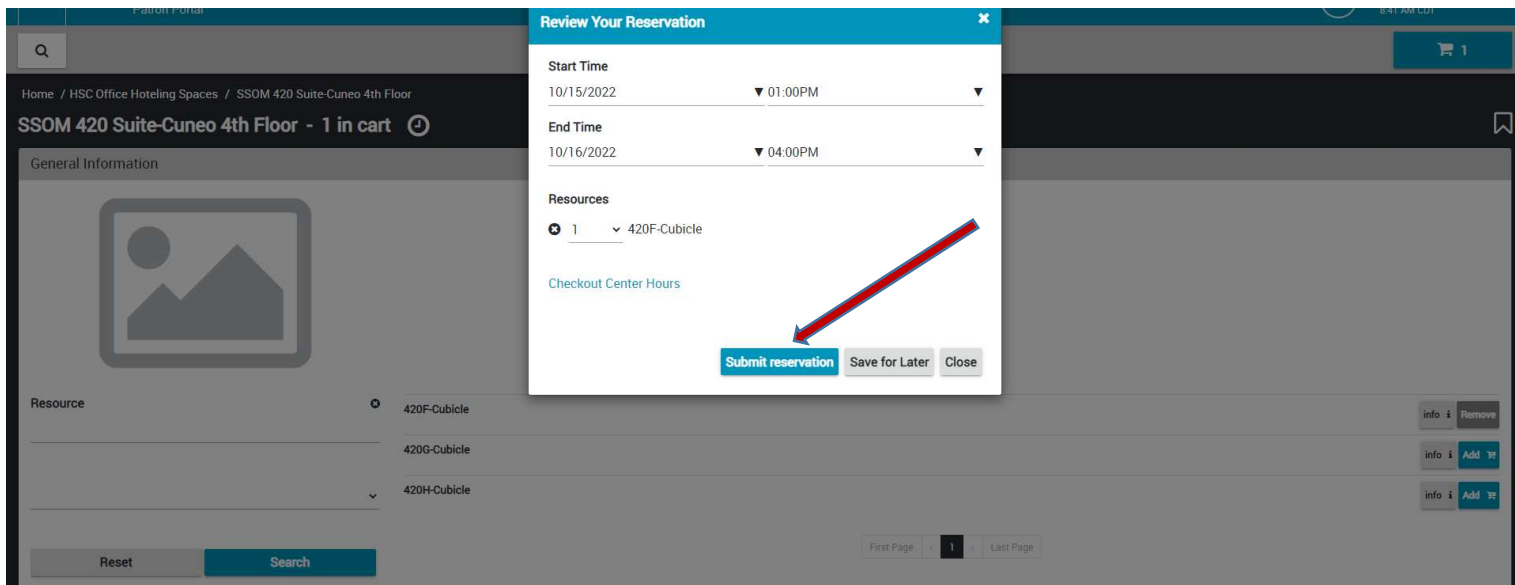 Patron Portal
8:41 AM CDT
1
Home / HSC Office Hoteling Spaces / SSOM 420 Suite-Cuneo 4th Floor
SSOM 420 Suite-Cuneo 4th Floor - 1 in cart
General Information
Review Your Reservation
Start Time
10/15/2022 01:00PM
End Time
10/16/2022 04:00PM
Resources
1 420F-Cubicle
Checkout Center Hours
Submit reservation Save for Later Close
Resource
420F-Cubicle info i Remove
420G-Cubicle info i Add
420H-Cubicle info i Add
First Page ‹ 1 › Last Page
Reset Search